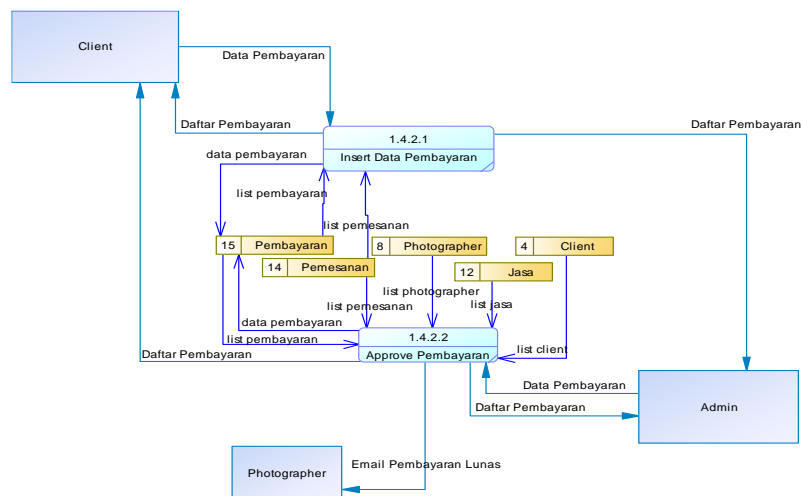 Client
Data Pembayaran
Daftar Pembayaran
Daftar Pembayaran
1.4.2.1
Insert Data Pembayaran
data pembayaran
list pembayaran
list pemesanan
15 Pembayaran
8 Photographer
4 Client
14 Pemesanan
12 Jasa
list photographer
list pemesanan
list jasa
data pembayaran
list pembayaran
1.4.2.2
Approve Pembayaran
list client
Daftar Pembayaran
Data Pembayaran
Daftar Pembayaran
Admin
Email Pembayaran Lunas
Photographer